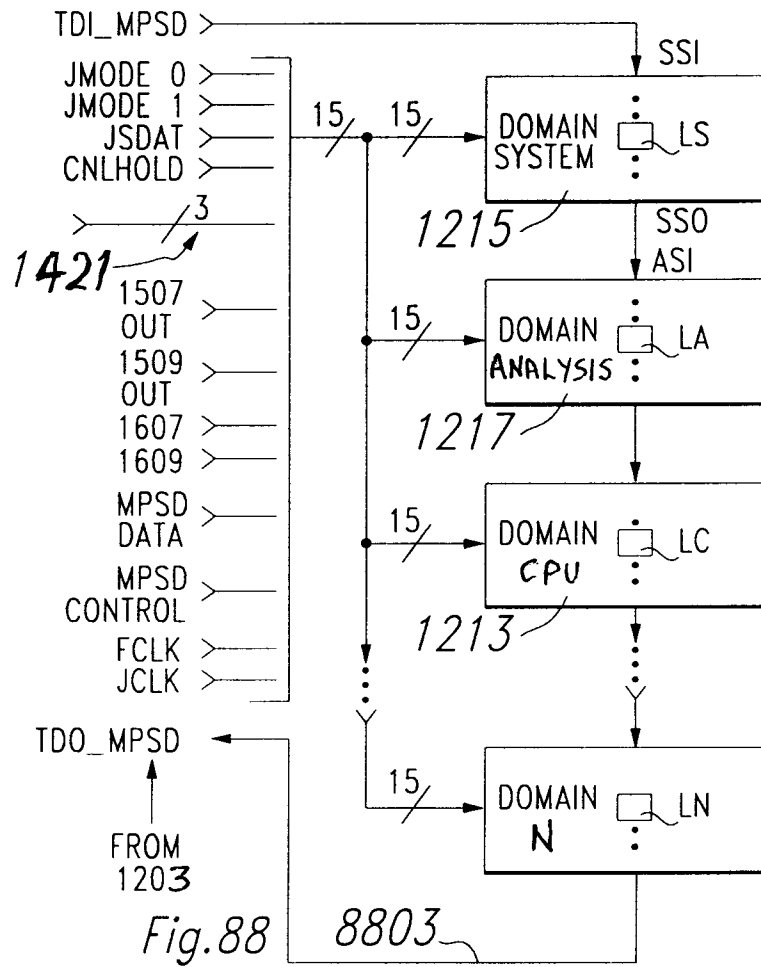 TDI_MPSD
SSI
JMODE 0
JMODE 1
JSDAT
CNLHOLD
15
15
DOMAIN
SYSTEM
LS
1215
3
1421
SSO
ASI
1507
OUT
1509
OUT
1607
1609
15
DOMAIN
ANALYSIS
LA
1217
MPSD
DATA
MPSD
CONTROL
15
DOMAIN
CPU
LC
1213
FCLK
JCLK
TDO_MPSD
15
DOMAIN
N
LN
FROM
1203
Fig.88
8803